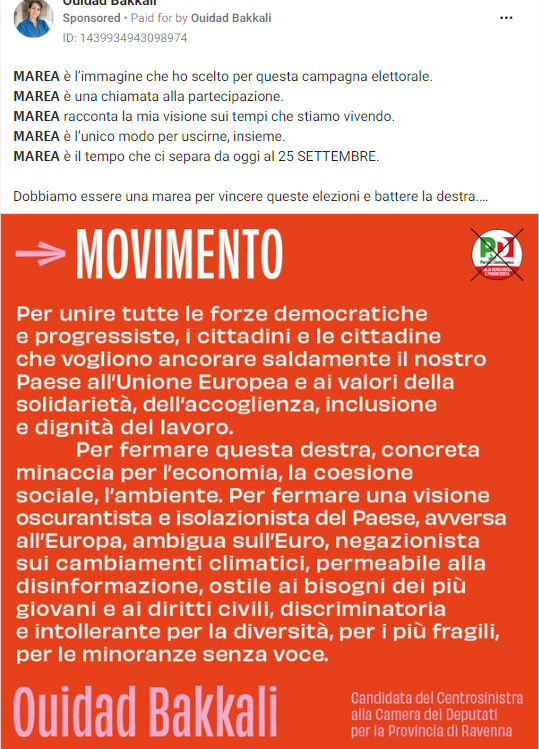 Ouidad Bakkali
Sponsored • Paid for by Ouidad Bakkali
ID: 1439934943098974
MAREA è l’immagine che ho scelto per questa campagna elettorale.
MAREA è una chiamata alla partecipazione.
MAREA racconta la mia visione sui tempi che stiamo vivendo.
MAREA è l’unico modo per uscirne, insieme.
MAREA è il tempo che ci separa da oggi al 25 SETTEMBRE.
Dobbiamo essere una marea per vincere queste elezioni e battere la destra....
→ MOVIMENTO
PD
Per unire tutte le forze democratiche
e progressiste, i cittadini e le cittadine
che vogliono ancorare saldamente il nostro
Paese all’Unione Europea e ai valori della
solidarietà, dell’accoglienza, inclusione
e dignità del lavoro.
Per fermare questa destra, concreta
minaccia per l’economia, la coesione
sociale, l’ambiente. Per fermare una visione
oscurantista e isolazionista del Paese, avversa
all’Europa, ambigua sull’Euro, negazionista
sui cambiamenti climatici, permeabile alla
disinformazione, ostile ai bisogni dei più
giovani e ai diritti civili, discriminatoria
e intollerante per la diversità, per i più fragili,
per le minoranze senza voce.
Ouidad Bakkali
Candidata del Centrosinistra
alla Camera dei Deputati
per la Provincia di Ravenna